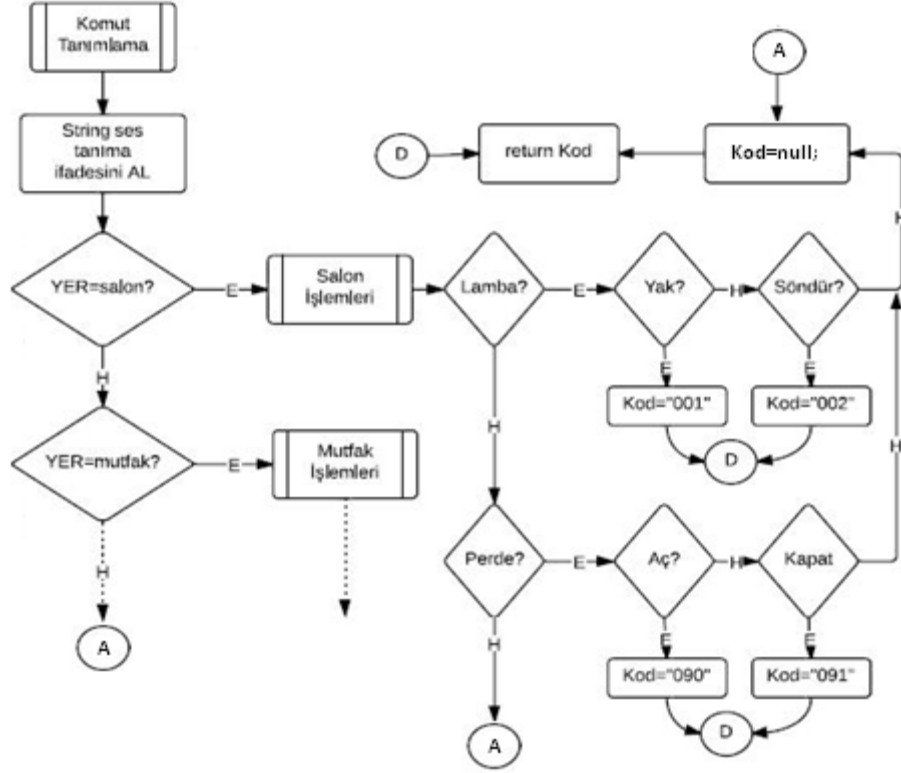 Komut
Tanımlama
A
String ses
tanıma
ifadesini AL
D
return Kod
Kod=null;
H
YER=salon?
E
Salon
İşlemleri
Lamba?
E
Yak?
H
Söndür?
H
E
E
Kod="001"
Kod="002"
H
H
YER=mutfak?
E
Mutfak
İşlemleri
D
Perde?
E
Aç?
H
Kapat
H
A
H
E
E
Kod="090"
Kod="091"
D
A